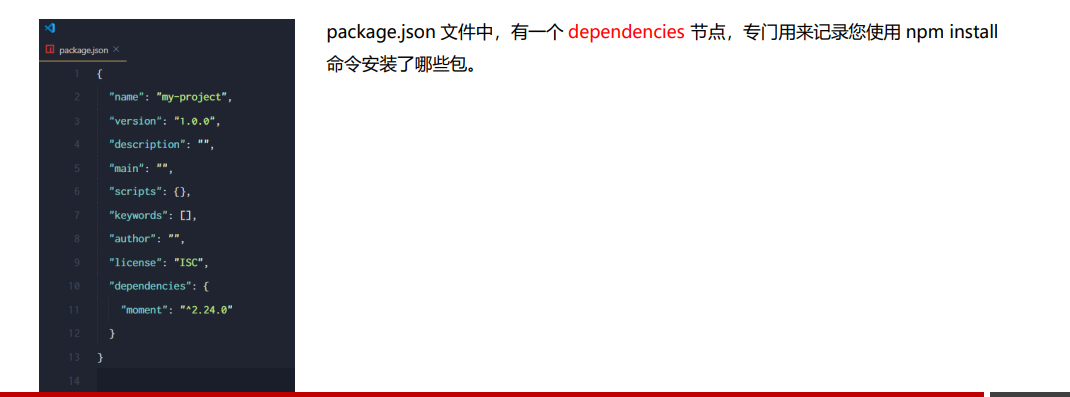 package.json ×
1 {
2 "name": "my-project",
3 "version": "1.0.0",
4 "description": "",
5 "main": "",
6 "scripts": {},
7 "keywords": [],
8 "author": "",
9 "license": "ISC",
10 "dependencies": {
11 "moment": "^2.24.0"
12 }
13 }
14
package.json 文件中，有一个 dependencies 节点，专门用来记录您使用 npm install
命令安装了哪些包。